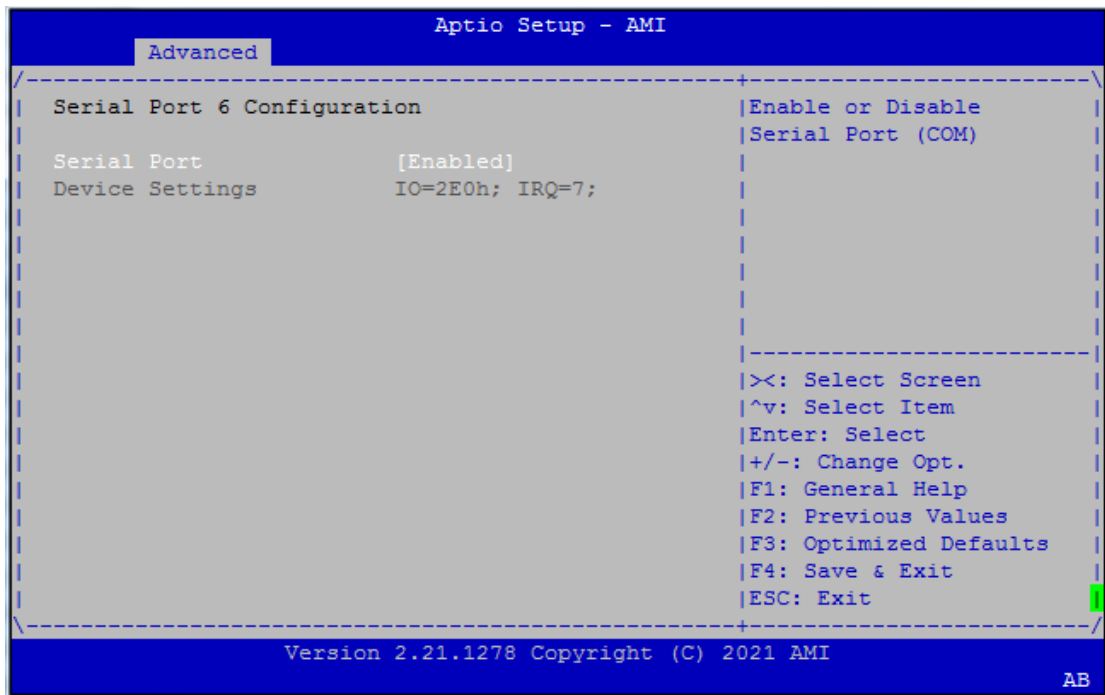 Aptio Setup - AMI
Advanced
Serial Port 6 Configuration
Serial Port [Enabled]
Device Settings IO=2E0h; IRQ=7;
Enable or Disable
Serial Port (COM)
><: Select Screen
^v: Select Item
Enter: Select
+/-: Change Opt.
F1: General Help
F2: Previous Values
F3: Optimized Defaults
F4: Save & Exit
ESC: Exit
Version 2.21.1278 Copyright (C) 2021 AMI
AB